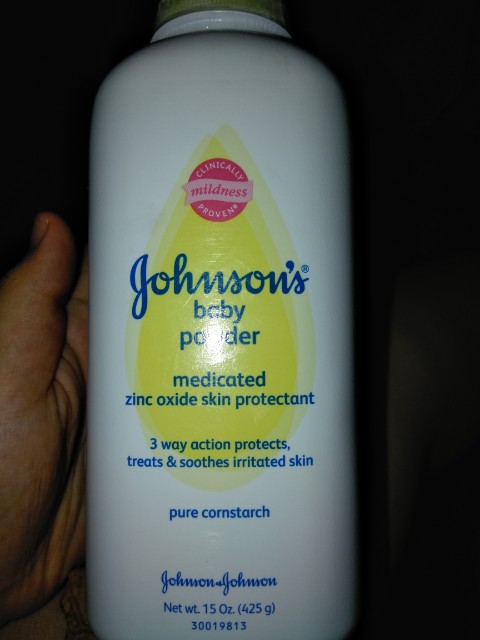 CLINICALLY
mildness
PROVEN®
Johnson's®
baby
powder
medicated
zinc oxide skin protectant
3 way action protects,
treats & soothes irritated skin
pure cornstarch
Johnson & Johnson
Net wt. 15 Oz. (425 g)
30019813